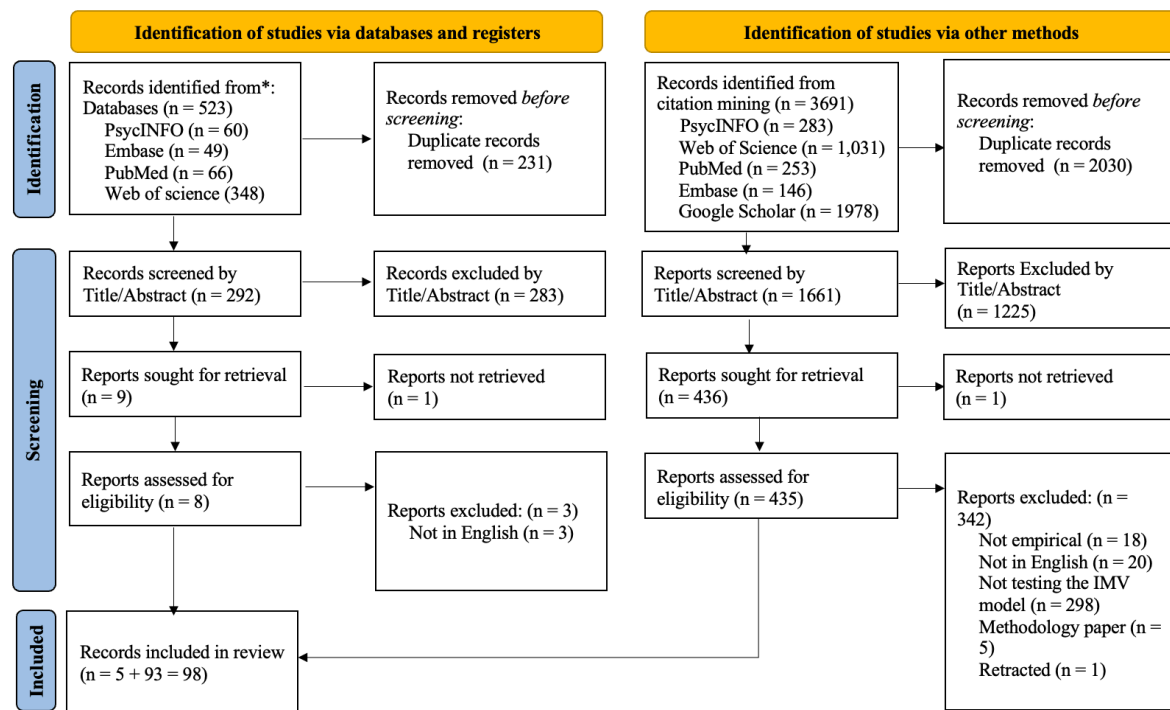 Identification of studies via databases and registers
Identification of studies via other methods
Identification
Records identified from*:
Databases (n = 523)
PsycINFO (n = 60)
Embase (n = 49)
PubMed (n = 66)
Web of science (348)
Records removed before
screening:
Duplicate records
removed (n = 231)
Records identified from
citation mining (n = 3691)
PsycINFO (n = 283)
Web of Science (n = 1,031)
PubMed (n = 253)
Embase (n = 146)
Google Scholar (n = 1978)
Records removed before
screening:
Duplicate records
removed (n = 2030)
Screening
Records screened by
Title/Abstract (n = 292)
Records excluded by
Title/Abstract (n = 283)
Reports screened by
Title/Abstract (n = 1661)
Reports Excluded by
Title/Abstract
(n = 1225)
Reports sought for retrieval
(n = 9)
Reports not retrieved
(n = 1)
Reports sought for retrieval
(n = 436)
Reports not retrieved
(n = 1)
Reports assessed for
eligibility (n = 8)
Reports excluded: (n = 3)
Not in English (n = 3)
Reports assessed for
eligibility (n = 435)
Reports excluded: (n =
342)
Not empirical (n = 18)
Not in English (n = 20)
Not testing the IMV
model (n = 298)
Methodology paper (n =
5)
Retracted (n = 1)
Included
Records included in review
(n = 5 + 93 = 98)